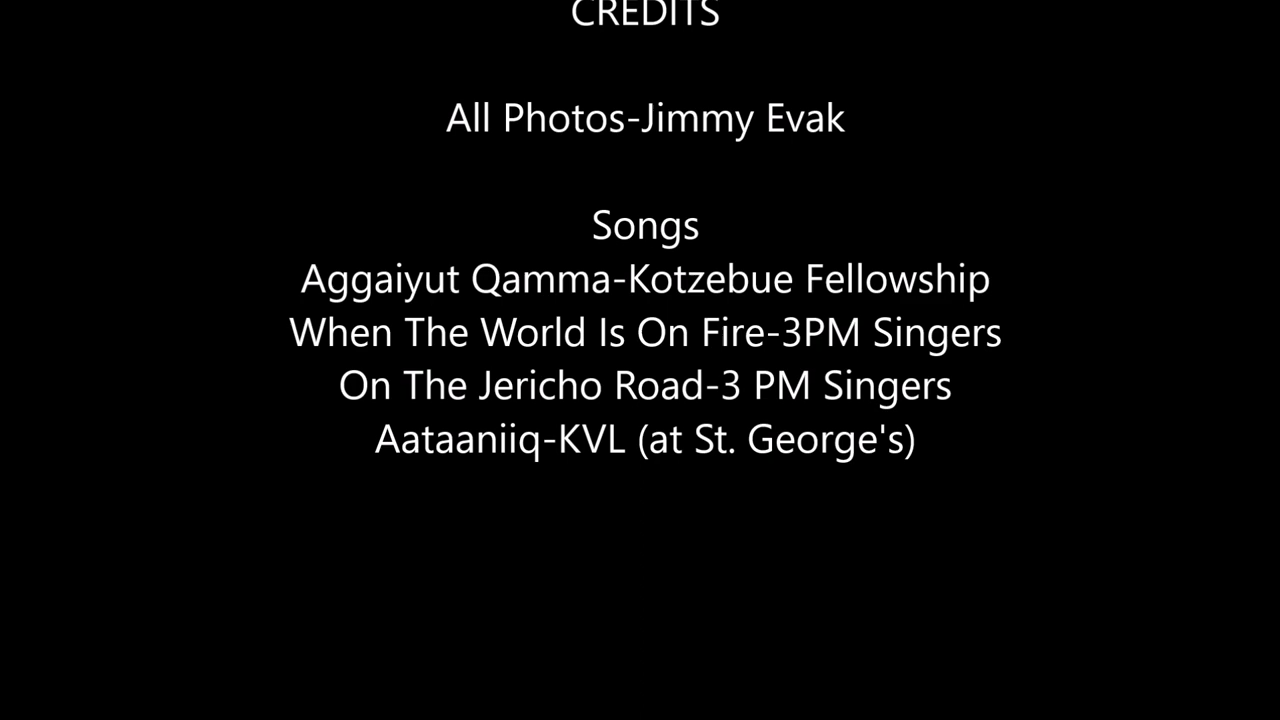 CREDITS
All Photos-Jimmy Evak
Songs
Aggaiyut Qamma-Kotzebue Fellowship
When The World Is On Fire-3PM Singers
On The Jericho Road-3 PM Singers
Aataaniiq-KVL (at St. George's)